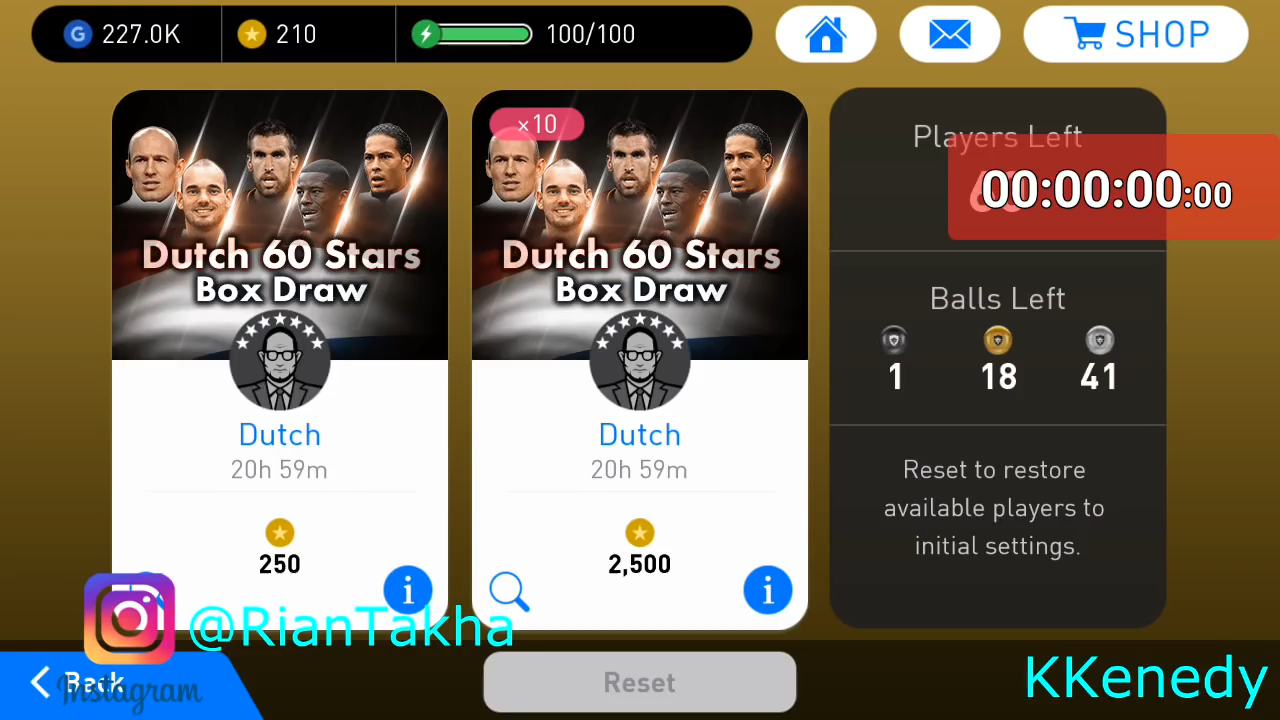 G 227.0K
210
100/100
SHOP
Dutch 60 Stars
Box Draw
Dutch
20h 59m
250
i
×10
Dutch 60 Stars
Box Draw
Dutch
20h 59m
2,500
i
Players Left
00:00:00:00
Balls Left
1 18 41
Reset to restore
available players to
initial settings.
@RianTakha
Back
Instagram
Reset
KKenedy